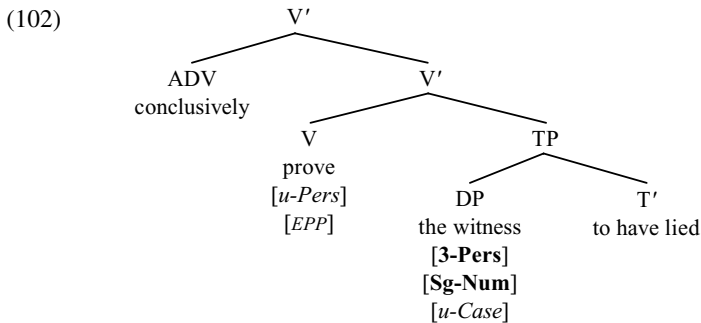 (102) V′
ADV V′
conclusively
V TP
prove
[u-Pers] DP T′
[EPP] the witness to have lied
[3-Pers]
[Sg-Num]
[u-Case]